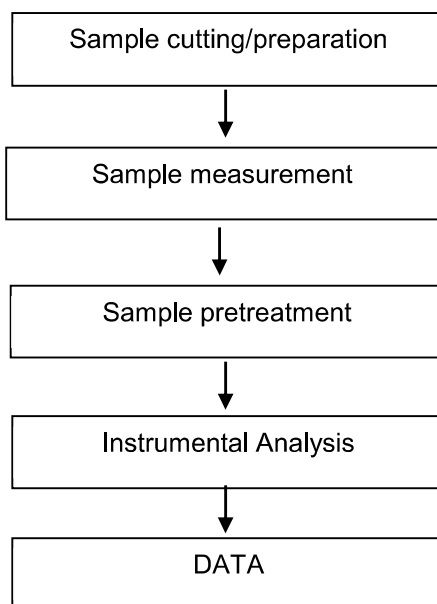 Sample cutting/preparation
Sample measurement
Sample pretreatment
Instrumental Analysis
DATA